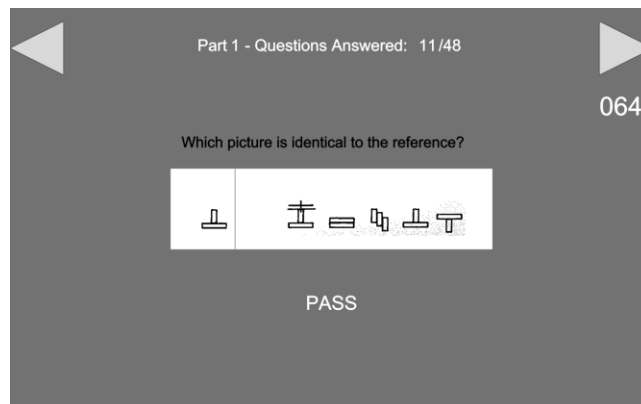 Part 1 - Questions Answered: 11/48
064
Which picture is identical to the reference?
PASS